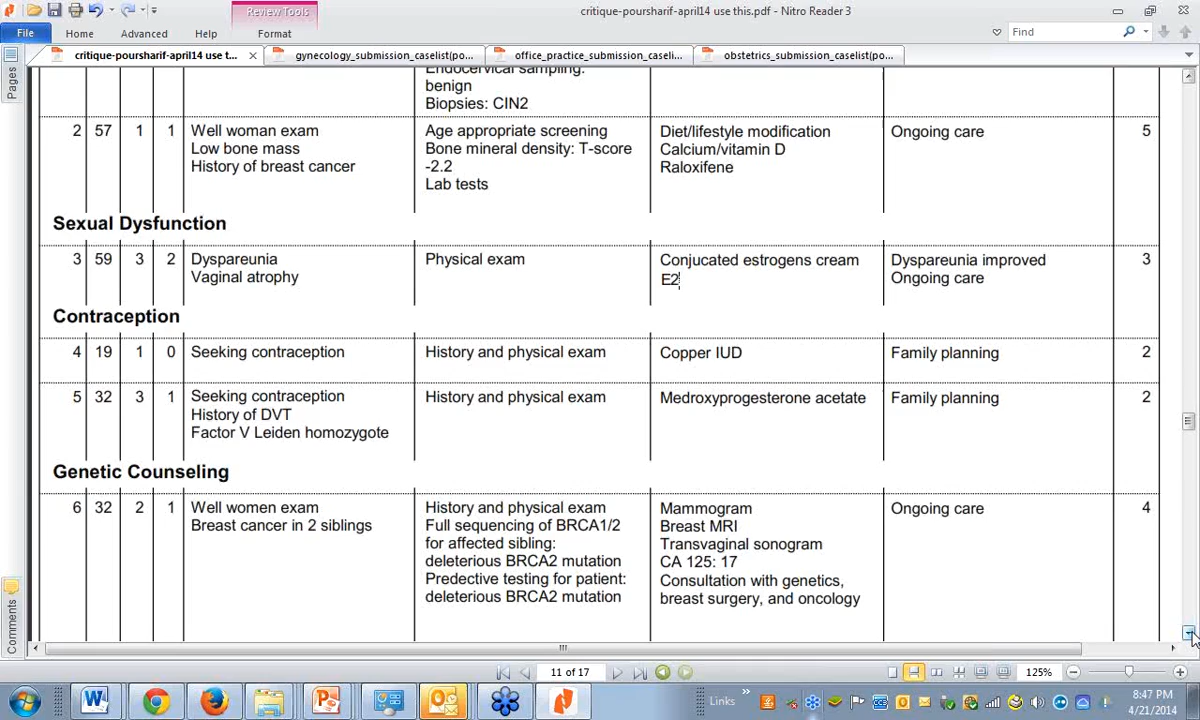 Review Tools
critique-poursharif-april14 use this.pdf - Nitro Reader 3
File Home Advanced Help Format Find
critique-poursharif-april14 use t... gynecology_submission_caselist(po... office_practice_submission_caseli... obstetrics_submission_caselist(po...
Pages
Endocervical sampling:
benign
Biopsies: CIN2
2 57 1 1 Well woman exam Age appropriate screening Diet/lifestyle modification Ongoing care 5
Low bone mass Bone mineral density: T-score Calcium/vitamin D
History of breast cancer -2.2 Raloxifene
Lab tests
Sexual Dysfunction
3 59 3 2 Dyspareunia Physical exam Conjucated estrogens cream Dyspareunia improved 3
Vaginal atrophy E2 Ongoing care
Contraception
4 19 1 0 Seeking contraception History and physical exam Copper IUD Family planning 2
5 32 3 1 Seeking contraception History and physical exam Medroxyprogesterone acetate Family planning 2
History of DVT
Factor V Leiden homozygote
Genetic Counseling
6 32 2 1 Well women exam History and physical exam Mammogram Ongoing care 4
Breast cancer in 2 siblings Full sequencing of BRCA1/2 Breast MRI
for affected sibling: Transvaginal sonogram
deleterious BRCA2 mutation CA 125: 17
Predective testing for patient: Consultation with genetics,
deleterious BRCA2 mutation breast surgery, and oncology
Comments
11 of 17 125%
Links 8:47 PM
4/21/2014